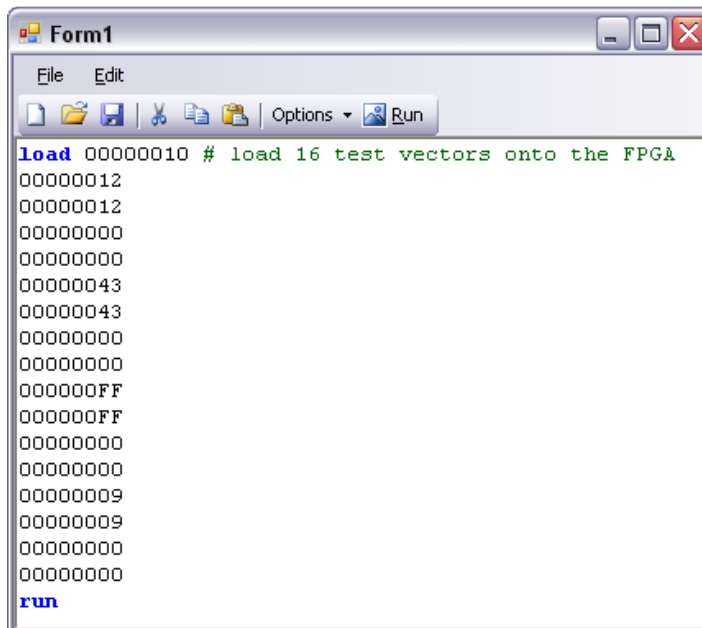 Form1
File Edit
Options Run
load 00000010 # load 16 test vectors onto the FPGA
00000012
00000012
00000000
00000000
00000043
00000043
00000000
00000000
000000FF
000000FF
00000000
00000000
00000009
00000009
00000000
00000000
run